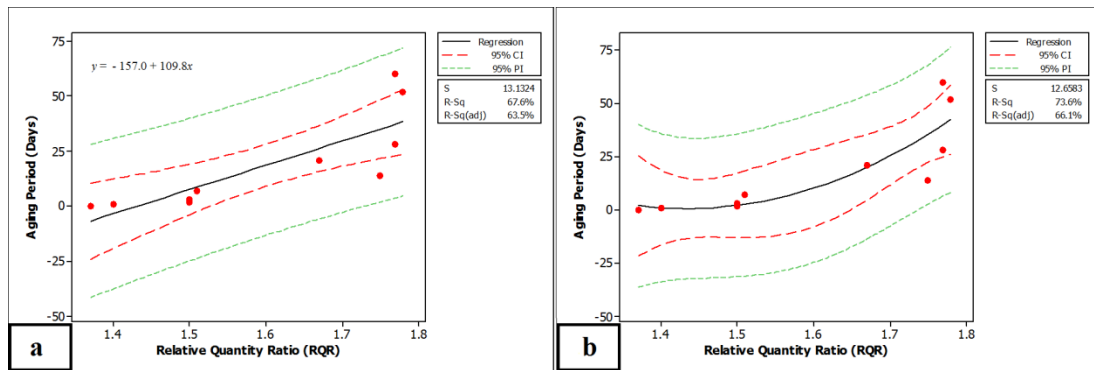 75
50
25
0
-25
-50
Aging Period (Days)
y = - 157.0 + 109.8x
1.4 1.5 1.6 1.7 1.8
Relative Quantity Ratio (RQR)
Regression
95% CI
95% PI
S 13.1324
R-Sq 67.6%
R-Sq(adj) 63.5%
a
75
50
25
0
-25
-50
Aging Period (Days)
1.4 1.5 1.6 1.7 1.8
Relative Quantity Ratio (RQR)
Regression
95% CI
95% PI
S 12.6583
R-Sq 73.6%
R-Sq(adj) 66.1%
b